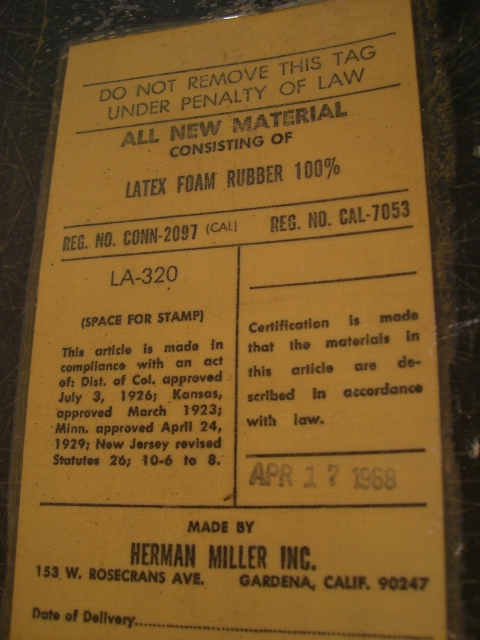 DO NOT REMOVE THIS TAG
UNDER PENALTY OF LAW
ALL NEW MATERIAL
CONSISTING OF
LATEX FOAM RUBBER 100%
REG. NO. CONN-2097 (CAL) REG. NO. CAL-7053
LA-320
(SPACE FOR STAMP)
This article is made in
compliance with an act
of: Dist. of Col. approved
July 3, 1926; Kansas,
approved March 1923;
Minn. approved April 24,
1929; New Jersey revised
Statutes 26; 10-6 to 8.
Certification is made
that the materials in
this article are de-
scribed in accordance
with law.
APR 17 1968
MADE BY
HERMAN MILLER INC.
153 W. ROSECRANS AVE. GARDENA, CALIF. 90247
Date of Delivery